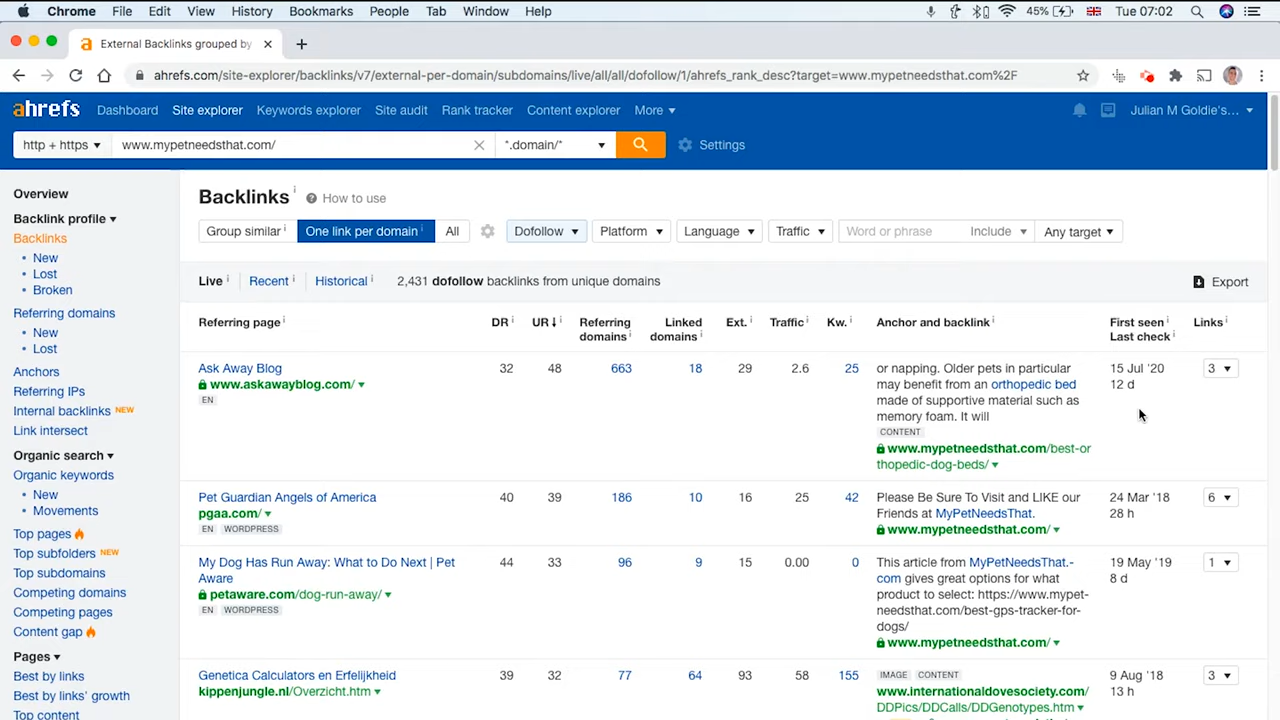 Chrome File Edit View History Bookmarks People Tab Window Help 45% Tue 07:02
External Backlinks grouped by
ahrefs.com/site-explorer/backlinks/v7/external-per-domain/subdomains/live/all/all/dofollow/1/ahrefs_rank_desc?target=www.mypetneedsthat.com%2F
ahrefs Dashboard Site explorer Keywords explorer Site audit Rank tracker Content explorer More Julian M Goldie's...
http + https www.mypetneedsthat.com/ *.domain/* Settings
Overview
Backlink profile
Backlinks
New
Lost
Broken
Referring domains
New
Lost
Anchors
Referring IPs
Internal backlinks NEW
Link intersect
Organic search
Organic keywords
New
Movements
Top pages
Top subfolders NEW
Top subdomains
Competing domains
Competing pages
Content gap
Pages
Best by links
Best by links' growth
Top content
Backlinks How to use
Group similar One link per domain All Dofollow Platform Language Traffic Word or phrase Include Any target
Live Recent Historical 2,431 dofollow backlinks from unique domains Export
Referring page DR UR Referring domains Linked domains Ext. Traffic Kw. Anchor and backlink First seen Last check Links
Ask Away Blog 32 48 663 18 29 2.6 25 or napping. Older pets in particular 15 Jul '20 3
www.askawayblog.com/ may benefit from an orthopedic bed 12 d
EN made of supportive material such as
memory foam. It will
CONTENT
www.mypetneedsthat.com/best-or
thopedic-dog-beds/
Pet Guardian Angels of America 40 39 186 10 16 25 42 Please Be Sure To Visit and LIKE our 24 Mar '18 6
pgaa.com/ Friends at MyPetNeedsThat. 28 h
EN WORDPRESS www.mypetneedsthat.com/
My Dog Has Run Away: What to Do Next | Pet 44 33 96 9 15 0.00 0 This article from MyPetNeedsThat.- 19 May '19 1
Aware com gives great options for what 8 d
petaware.com/dog-run-away/ product to select: https://www.mypet-
EN WORDPRESS needsthat.com/best-gps-tracker-for-
dogs/
www.mypetneedsthat.com/
Genetica Calculators en Erfelijkheid 39 32 77 64 93 58 155 IMAGE CONTENT 9 Aug '18 3
kippenjungle.nl/Overzicht.htm www.internationaldovesociety.com/ 13 h
DDPics/DDCalls/DDGenotypes.htm